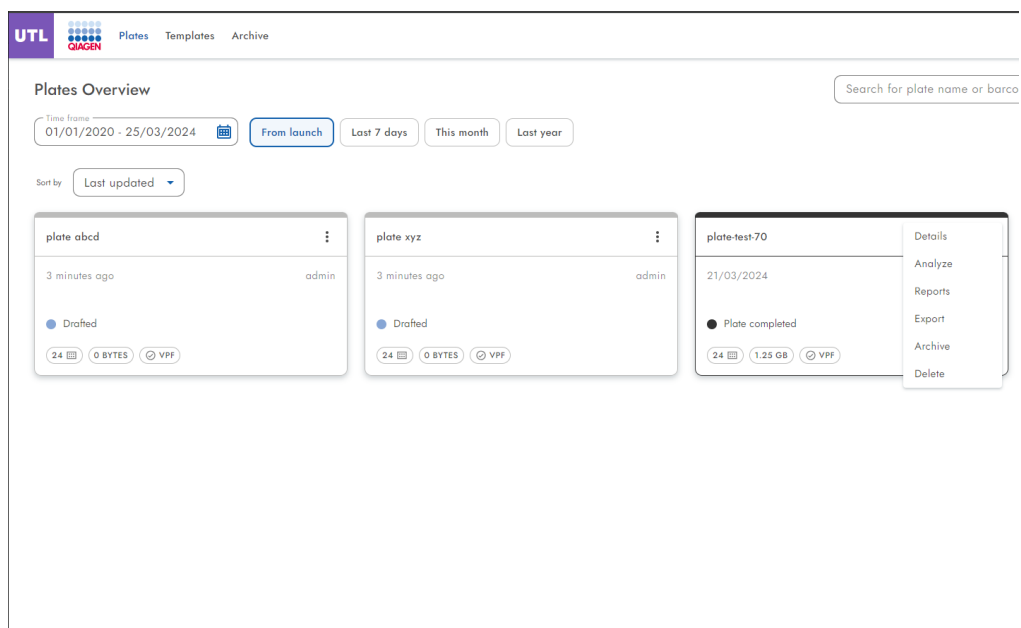 UTL
QIAGEN
Plates Templates Archive
Plates Overview
Search for plate name or barco
Time frame
01/01/2020 - 25/03/2024
From launch
Last 7 days
This month
Last year
Sort by
Last updated
plate abcd
3 minutes ago admin
Drafted
24 0 BYTES VPF
plate xyz
3 minutes ago admin
Drafted
24 0 BYTES VPF
plate-test-70
21/03/2024
Plate completed
24 1.25 GB VPF
Details
Analyze
Reports
Export
Archive
Delete